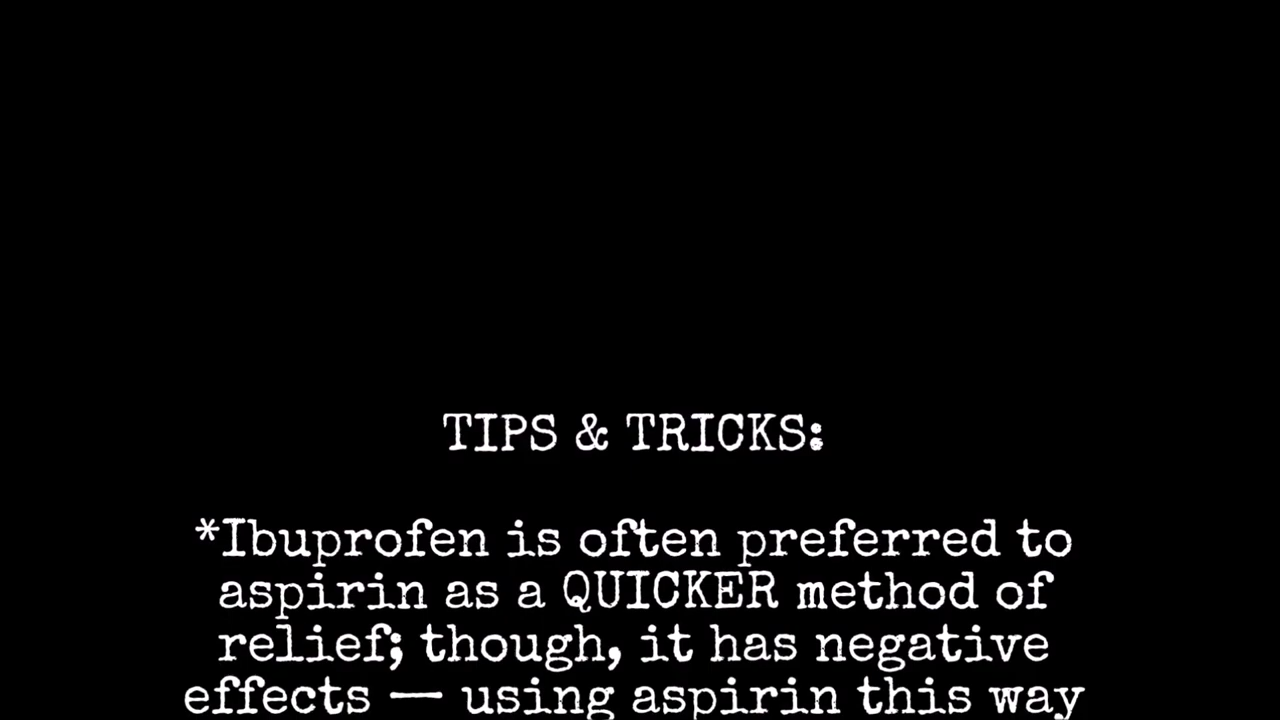 TIPS & TRICKS:
*Ibuprofen is often preferred to
aspirin as a QUICKER method of
relief; though, it has negative
effects — using aspirin this way